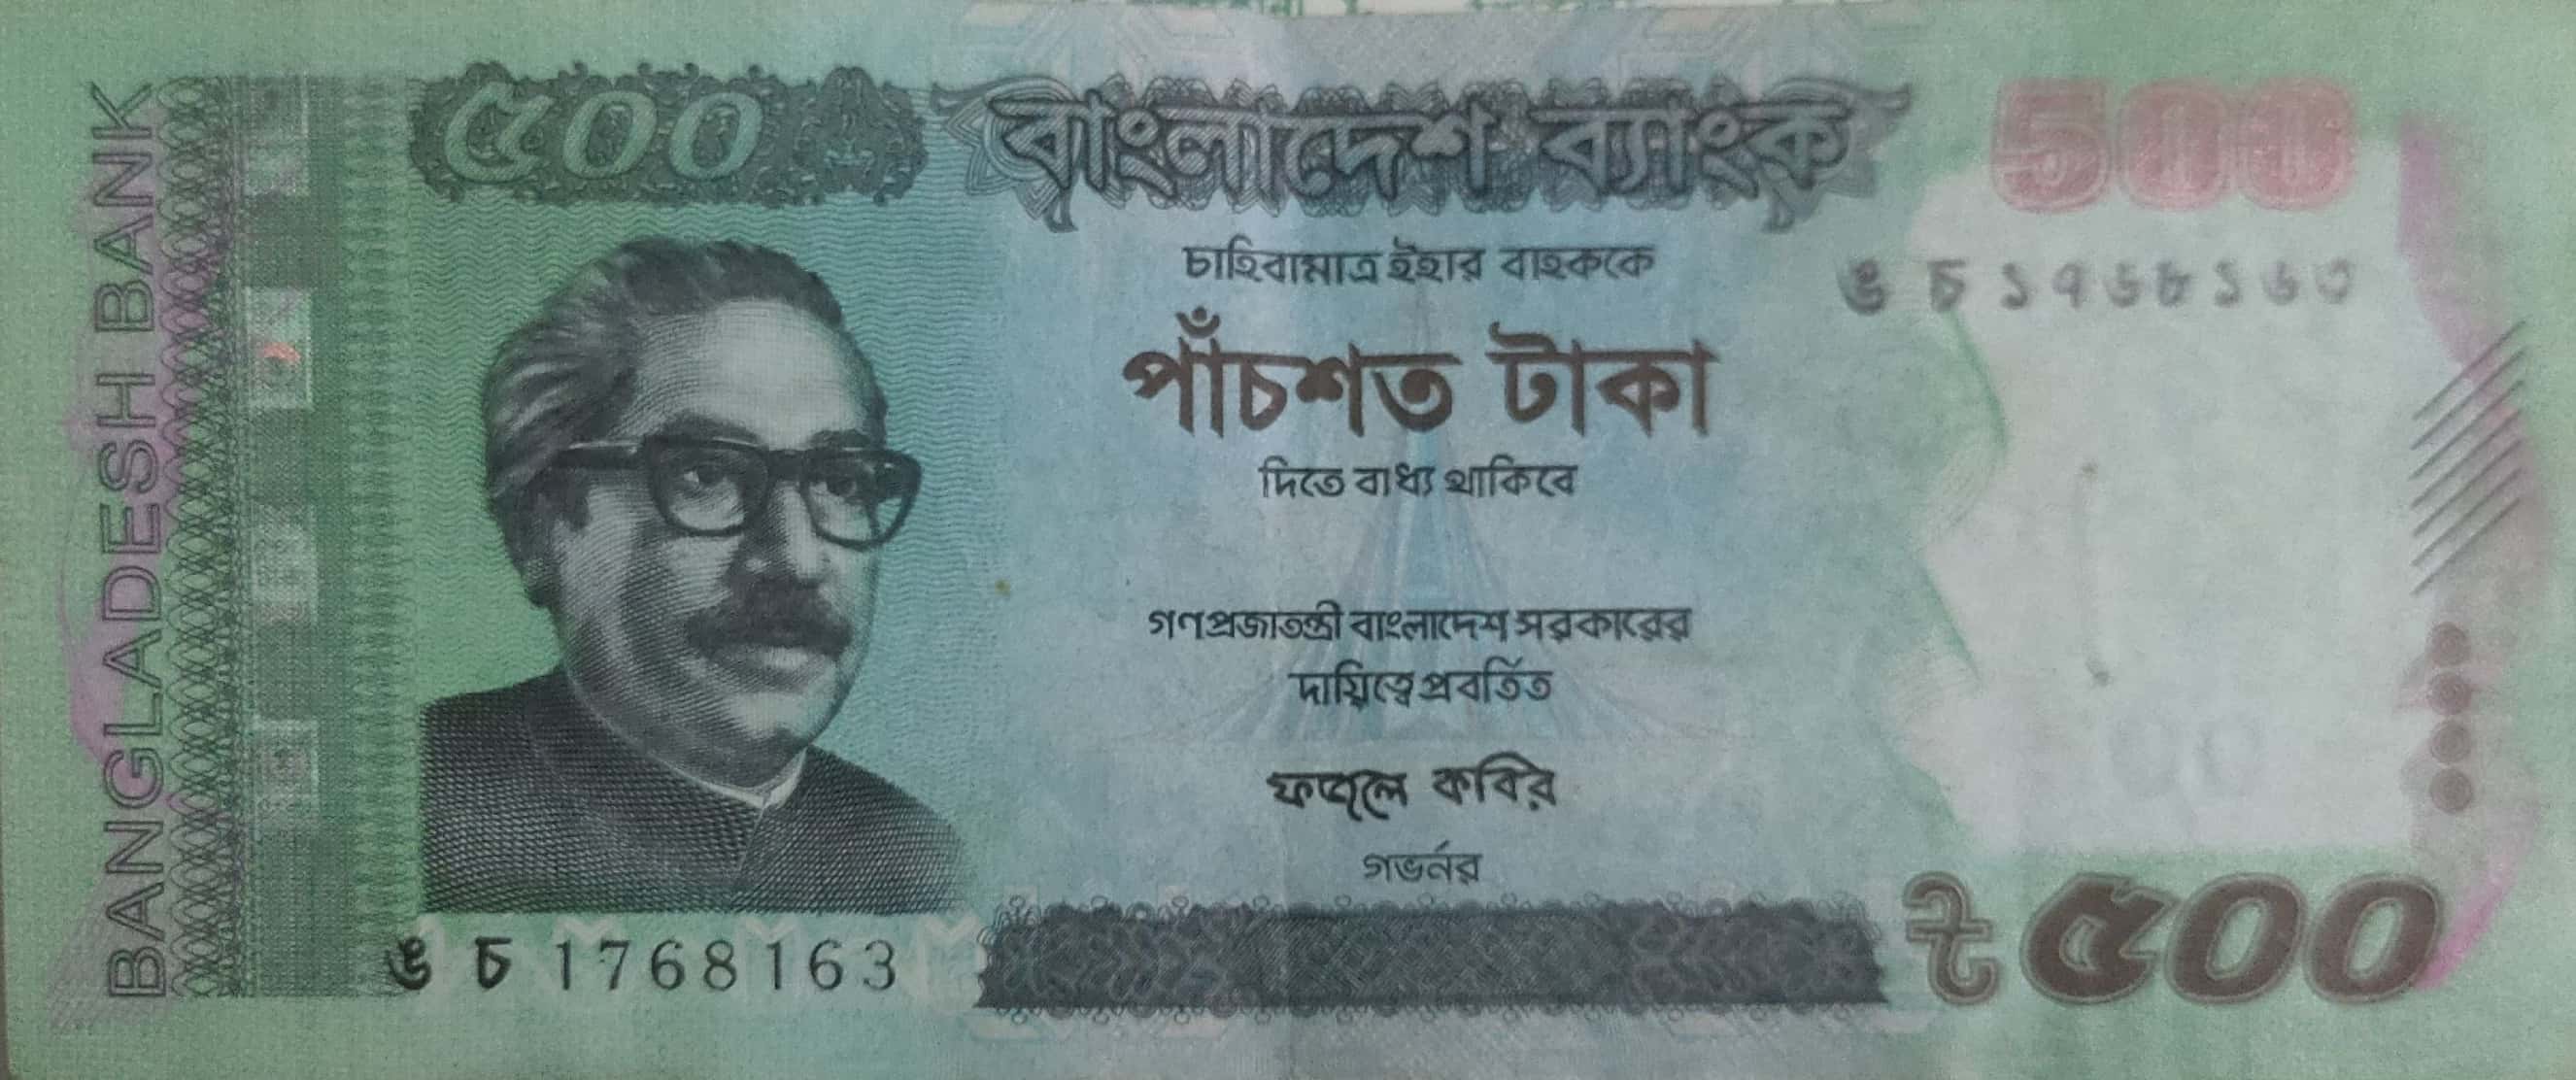 BANGLADESH BANK
৫০০
বাংলাদেশ ব্যাংক
500
চাহিবামাত্র ইহার বাহককে
ঙ চ ১৭৬৮১৬৩
পাঁচশত টাকা
দিতে বাধ্য থাকিবে
গণপ্রজাতন্ত্রী বাংলাদেশ সরকারের
দায়িত্বে প্রবর্তিত
ফজলে কবির
গভর্নর
ঙ চ 1768163
৳৫০০